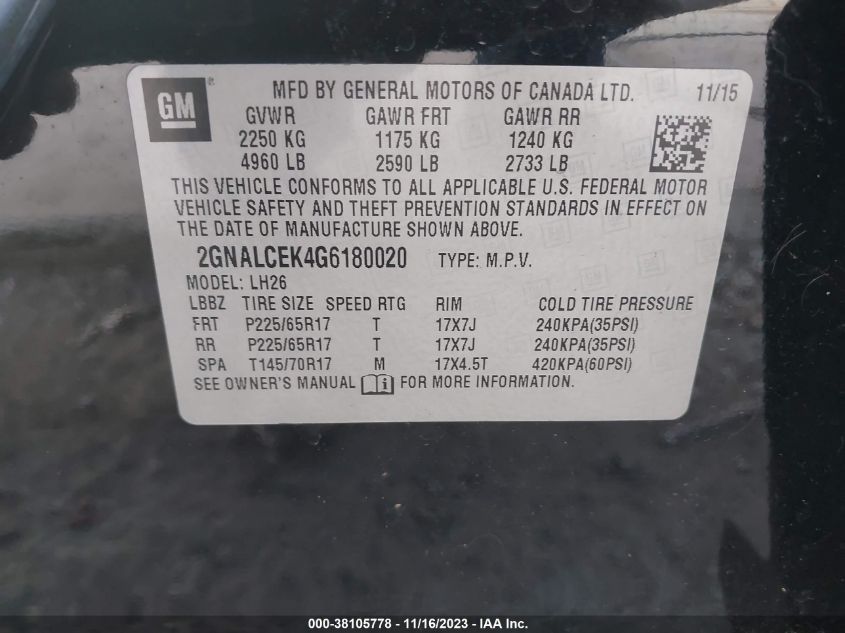 GM ® MFD BY GENERAL MOTORS OF CANADA LTD. 11/15
GVWR GAWR FRT GAWR RR
2250 KG 1175 KG 1240 KG
4960 LB 2590 LB 2733 LB
THIS VEHICLE CONFORMS TO ALL APPLICABLE U.S. FEDERAL MOTOR
VEHICLE SAFETY AND THEFT PREVENTION STANDARDS IN EFFECT ON
THE DATE OF MANUFACTURE SHOWN ABOVE.
2GNALCEK4G6180020 TYPE: M.P.V.
MODEL: LH26
LBBZ TIRE SIZE SPEED RTG RIM COLD TIRE PRESSURE
FRT P225/65R17 T 17X7J 240KPA(35PSI)
RR P225/65R17 T 17X7J 240KPA(35PSI)
SPA T145/70R17 M 17X4.5T 420KPA(60PSI)
SEE OWNER'S MANUAL i FOR MORE INFORMATION.
000-38105778 - 11/16/2023 - IAA Inc.